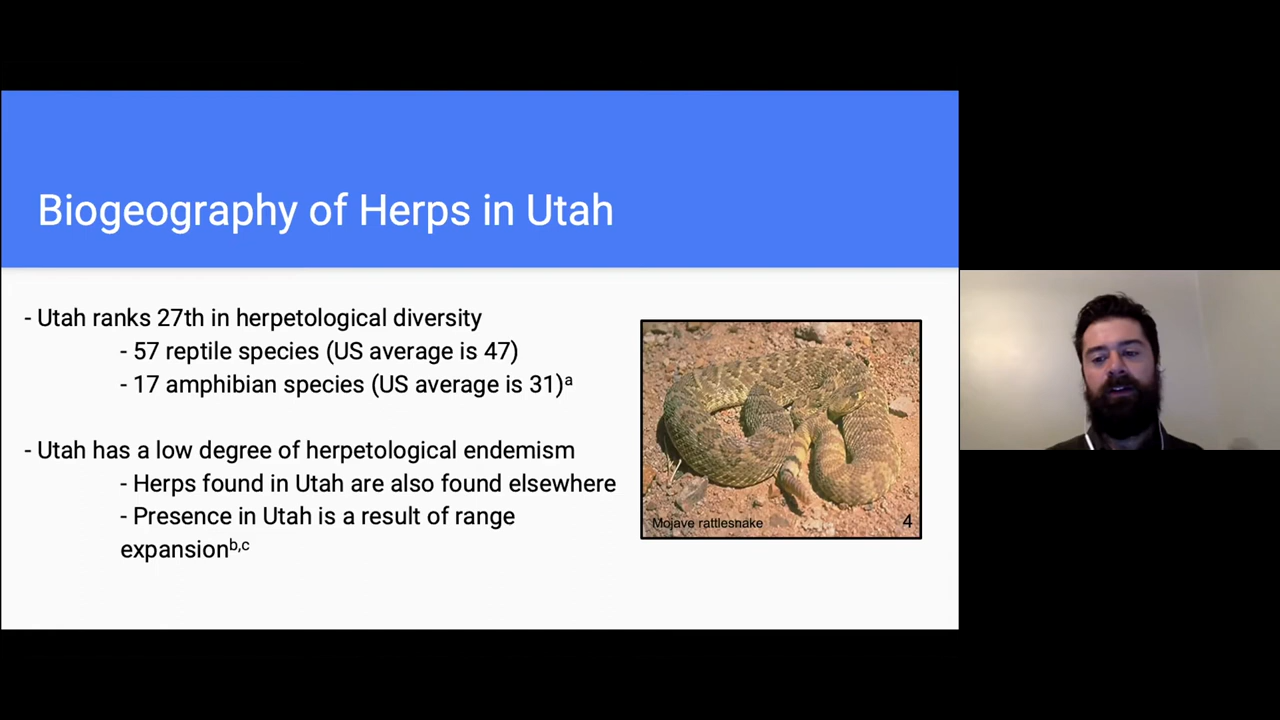 Biogeography of Herps in Utah
- Utah ranks 27th in herpetological diversity
- 57 reptile species (US average is 47)
- 17 amphibian species (US average is 31)ᵃ
- Utah has a low degree of herpetological endemism
- Herps found in Utah are also found elsewhere
- Presence in Utah is a result of range
expansionᵇ,ᶜ
Mojave rattlesnake
4